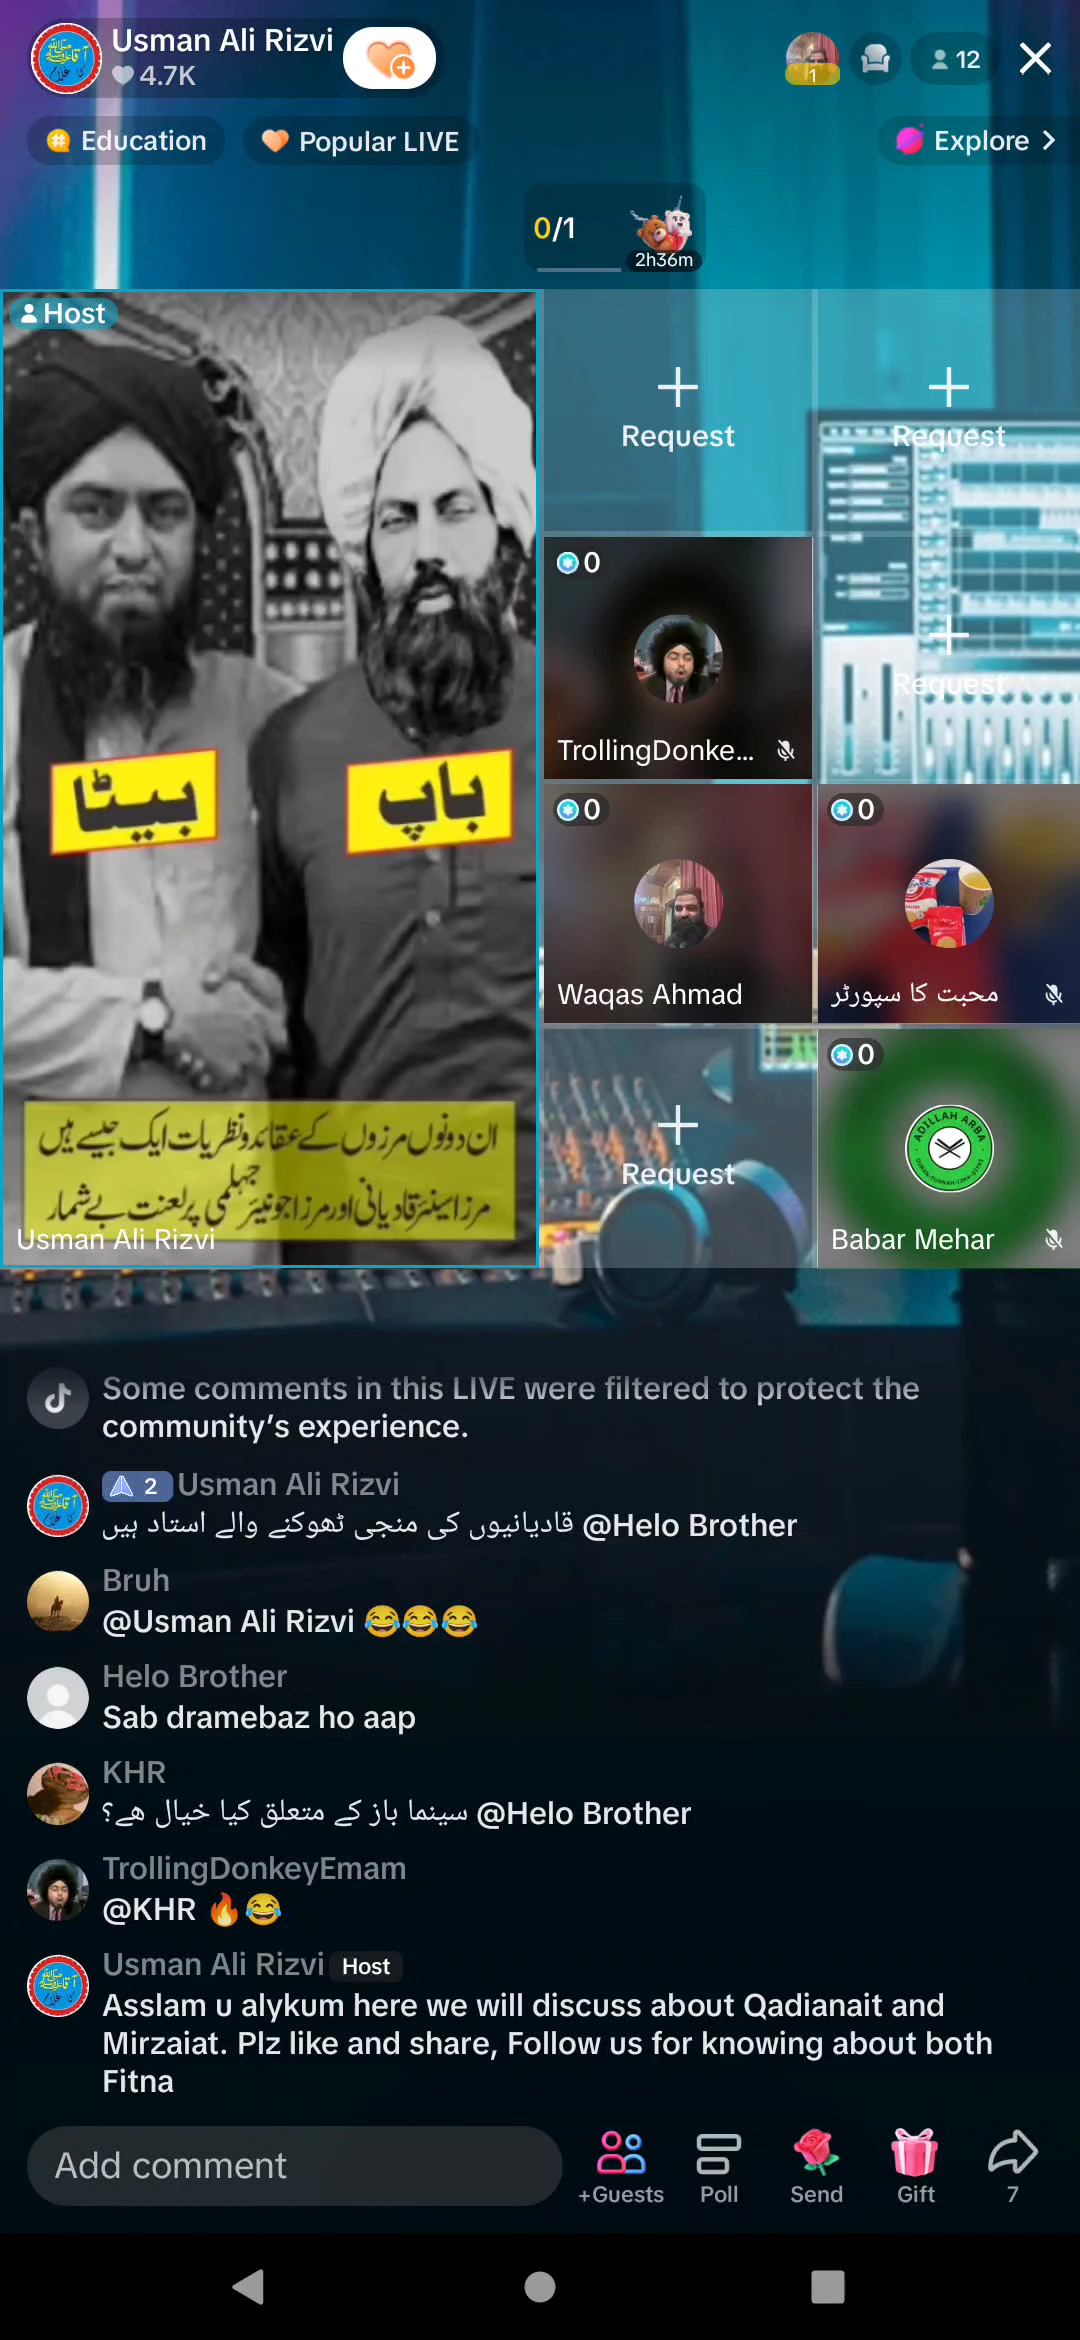 Usman Ali Rizvi
4.7K
1
12
Education
Popular LIVE
Explore
0/1
2h36m
Host
Request
Request
بیٹا
باپ
0
TrollingDonke...
Request
0
Waqas Ahmad
0
محبت کا سپورٹر
ان دونوں مرزوں کے عقائد و نظریات ایک جیسے ہیں
مرزا سینئر قادیانی اور مرزا جونیئر جہلمی پر لعنت بے شمار
Usman Ali Rizvi
Request
0
ADILLAH ARBA
Babar Mehar
Some comments in this LIVE were filtered to protect the
community's experience.
2 Usman Ali Rizvi
@Helo Brother قادیانیوں کی منجی ٹھوکنے والے استاد ہیں
Bruh
@Usman Ali Rizvi 😂😂😂
Helo Brother
Sab dramebaz ho aap
KHR
@Helo Brother سینما باز کے متعلق کیا خیال ھے؟
TrollingDonkeyEmam
@KHR 🔥😂
Usman Ali Rizvi Host
Asslam u alykum here we will discuss about Qadianait and
Mirzaiat. Plz like and share, Follow us for knowing about both
Fitna
Add comment
+Guests
Poll
Send
Gift
7